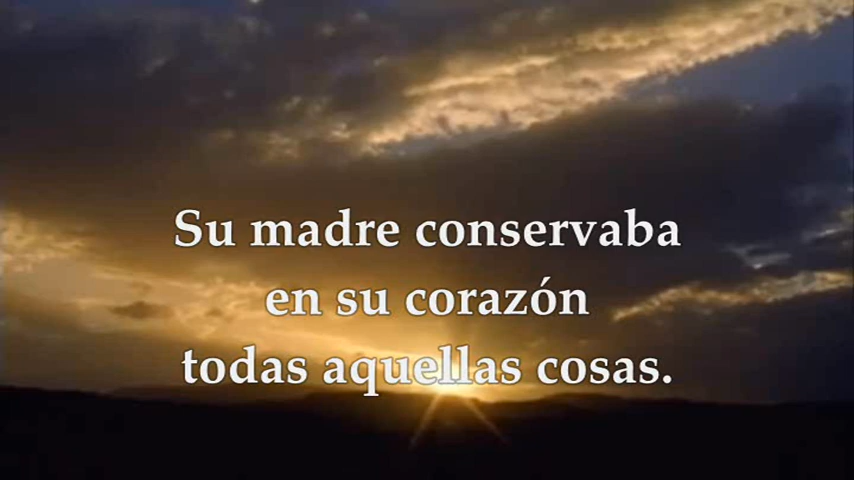 Su madre conservaba
en su corazón
todas aquellas cosas.